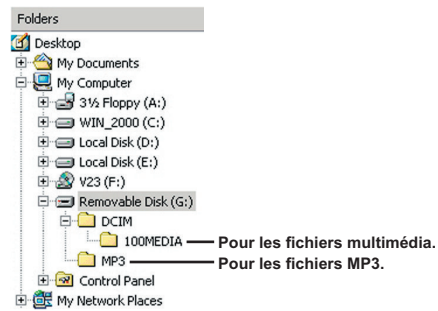 Folders
Desktop
My Documents
My Computer
3½ Floppy (A:)
WIN_2000 (C:)
Local Disk (D:)
Local Disk (E:)
V23 (F:)
Removable Disk (G:)
DCIM
100MEDIA Pour les fichiers multimédia.
MP3 Pour les fichiers MP3.
Control Panel
My Network Places